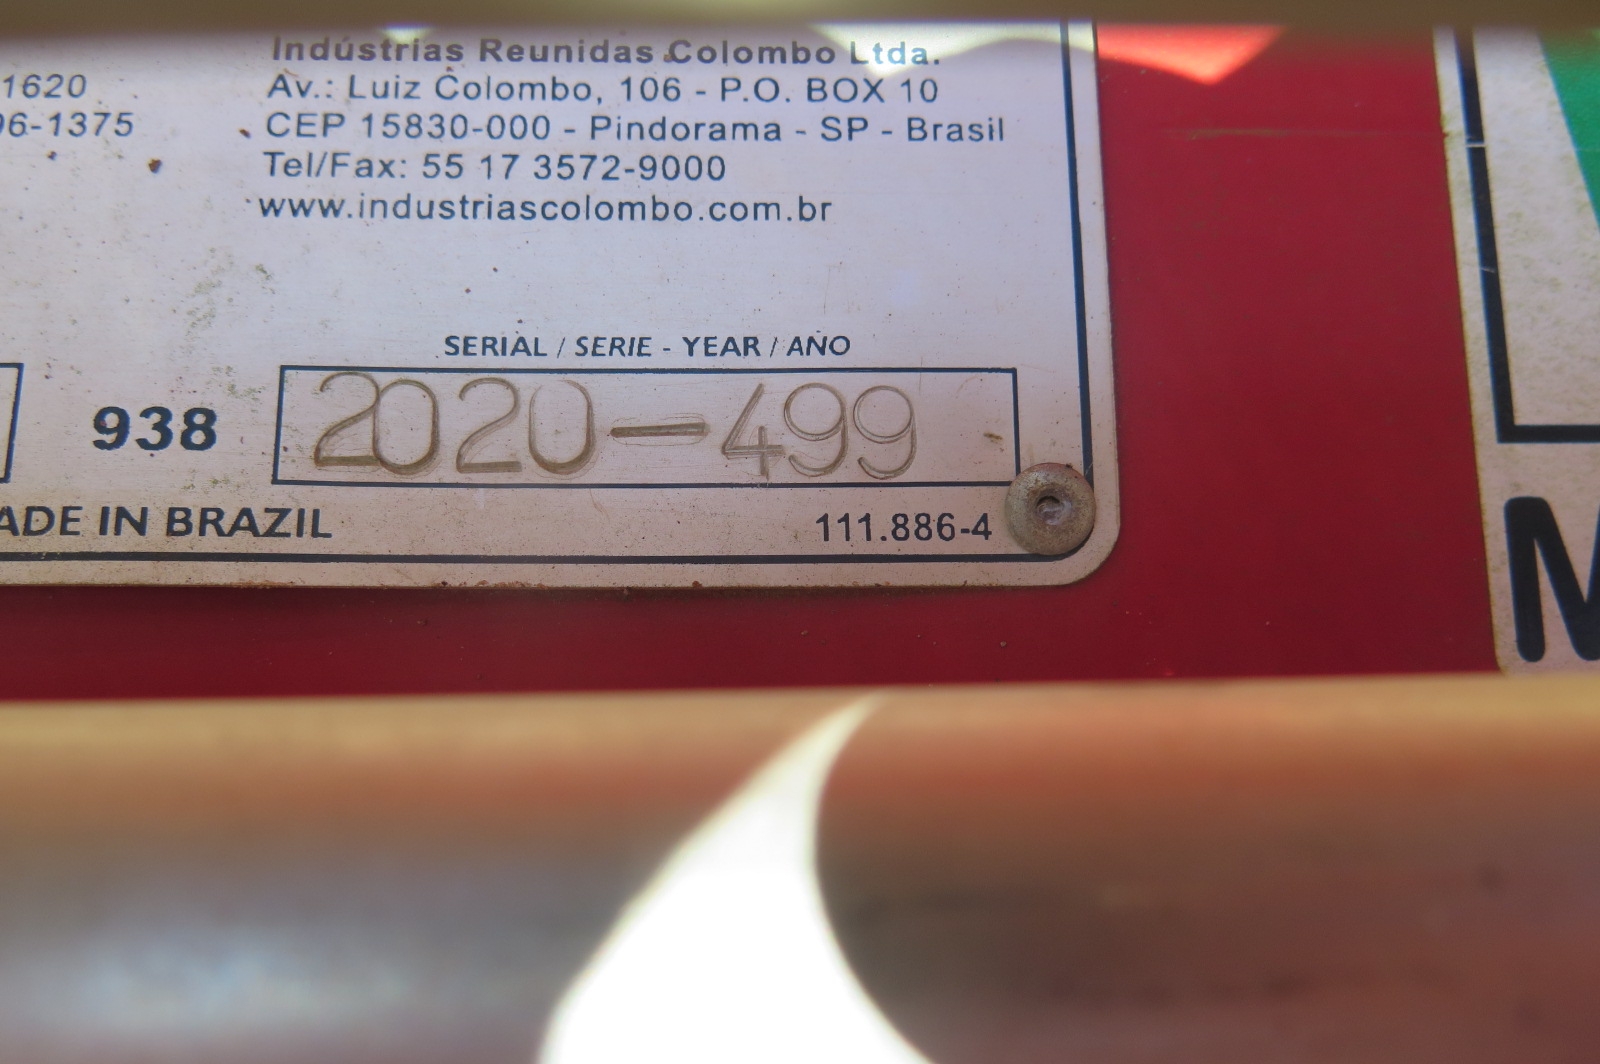 Indústrias Reunidas Colombo Ltda.
1620 Av.: Luiz Colombo, 106 - P.O. BOX 10
96-1375 CEP 15830-000 - Pindorama - SP - Brasil
Tel/Fax: 55 17 3572-9000
www.industriascolombo.com.br
SERIAL / SERIE - YEAR / AÑO
938 2020-499
ADE IN BRAZIL 111.886-4
M